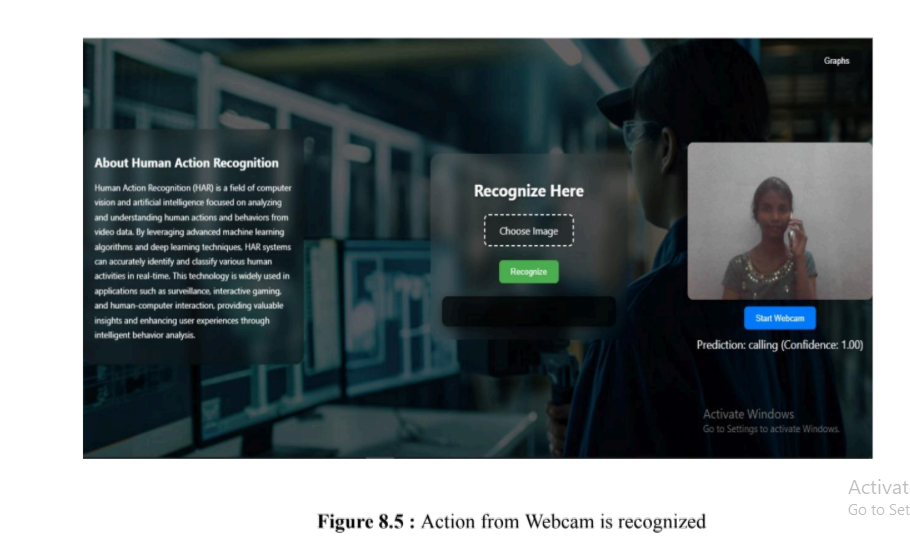 Graphs
About Human Action Recognition
Human Action Recognition (HAR) is a field of computer
vision and artificial intelligence focused on analyzing
and understanding human actions and behaviors from
video data. By leveraging advanced machine learning
algorithms and deep learning techniques, HAR systems
can accurately identify and classify various human
activities in real-time. This technology is widely used in
applications such as surveillance, interactive gaming,
and human-computer interaction, providing valuable
insights and enhancing user experiences through
intelligent behavior analysis.
Recognize Here
Choose Image
Recognize
Start Webcam
Prediction: calling (Confidence: 1.00)
Activate Windows
Go to Settings to activate Windows.
Activat
Go to Set
Figure 8.5 : Action from Webcam is recognized